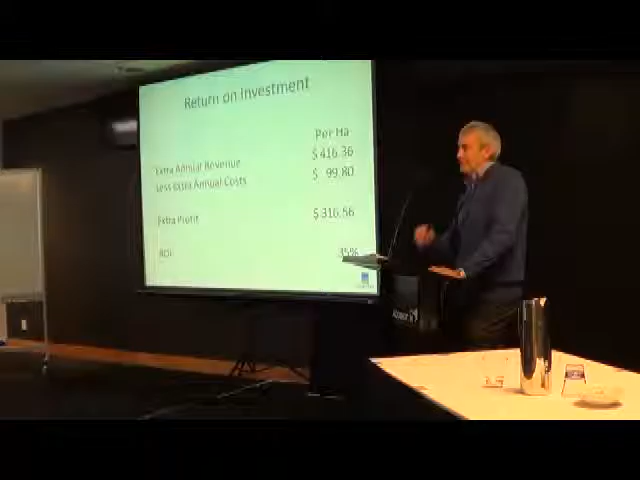 Return on Investment
Per Ha
Extra Annual Revenue $ 416.36
Less Extra Annual Costs $ 99.80
Extra Profit $ 316.56
ROI 35%